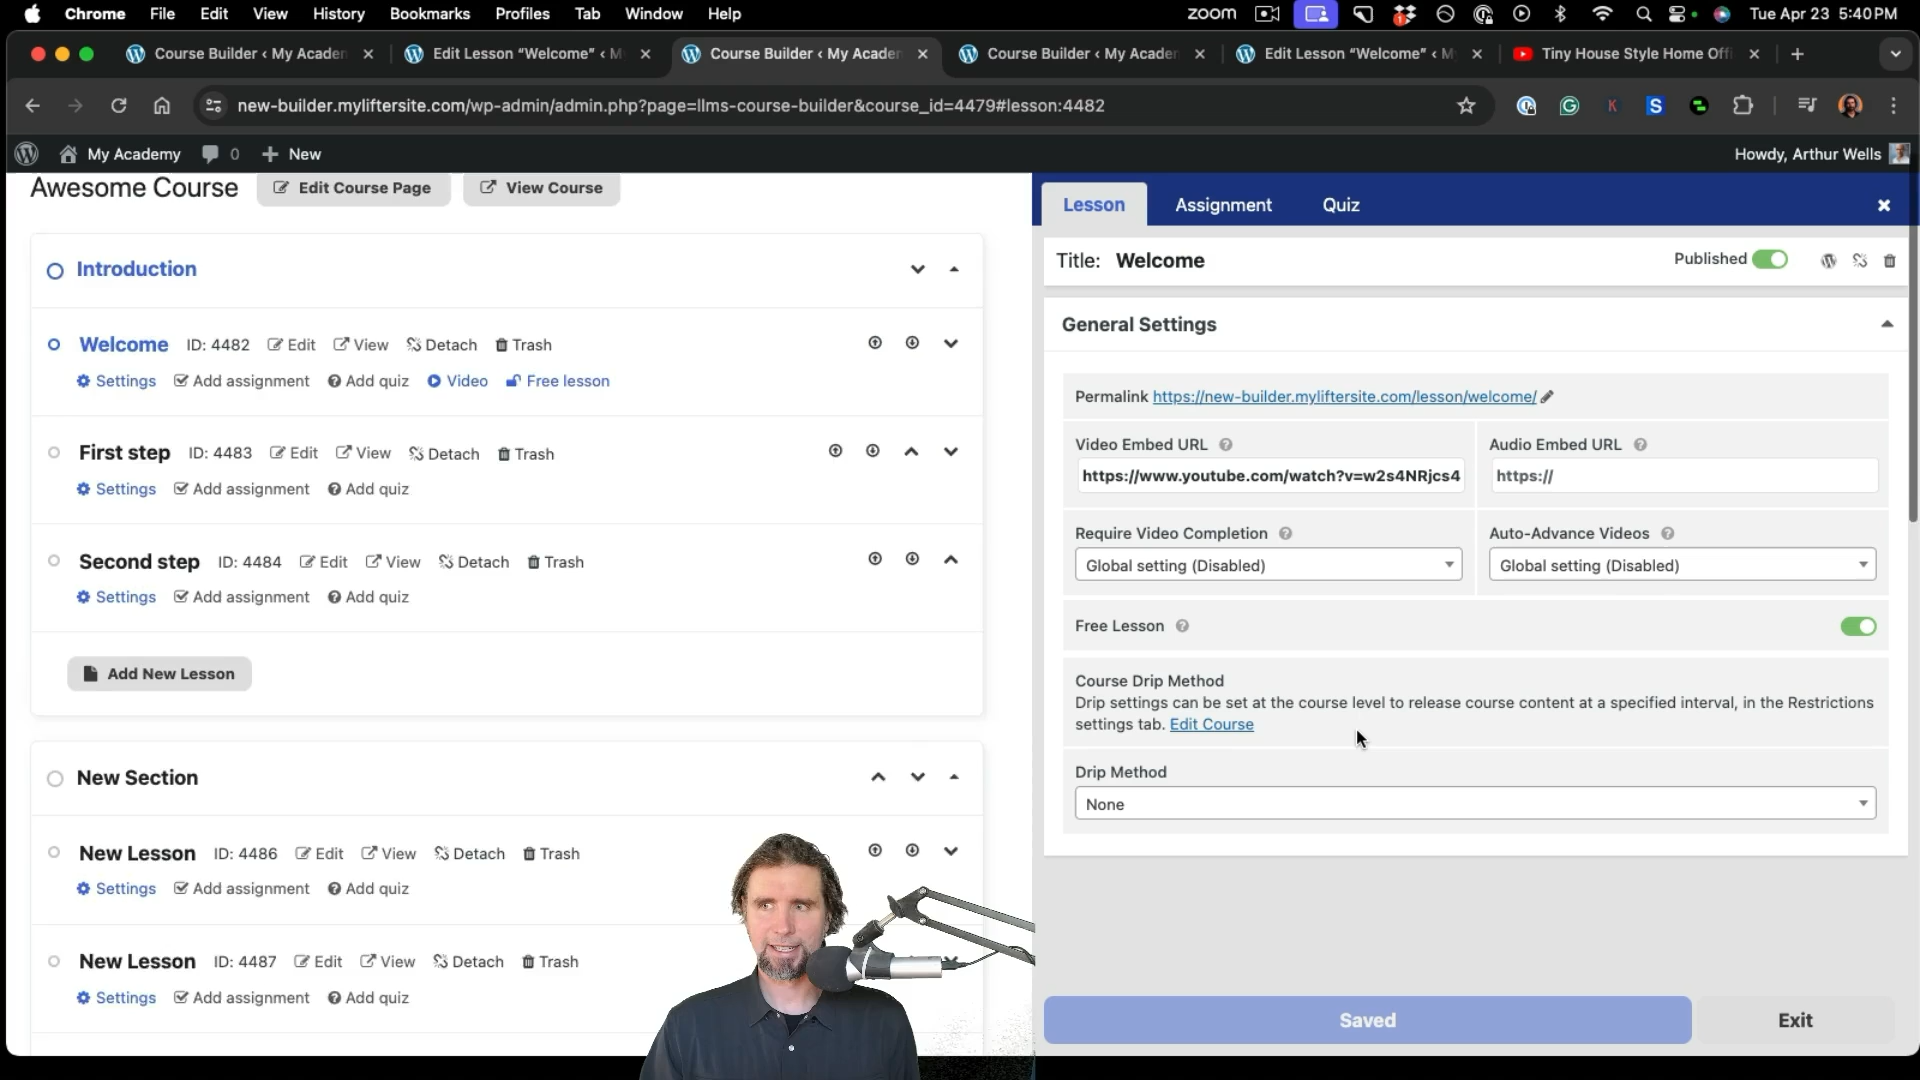 Chrome File Edit View History Bookmarks Profiles Tab Window Help zoom 1 Tue Apr 23 5:40 PM
Course Builder ‹ My Acade Edit Lesson “Welcome” ‹ M Course Builder ‹ My Acade Course Builder ‹ My Acade Edit Lesson “Welcome” ‹ M Tiny House Style Home Off
new-builder.myliftersite.com/wp-admin/admin.php?page=llms-course-builder&course_id=4479#lesson:4482
My Academy 0 New Howdy, Arthur Wells
Awesome Course Edit Course Page View Course
Introduction
Welcome ID: 4482 Edit View Detach Trash
Settings Add assignment Add quiz Video Free lesson
First step ID: 4483 Edit View Detach Trash
Settings Add assignment Add quiz
Second step ID: 4484 Edit View Detach Trash
Settings Add assignment Add quiz
Add New Lesson
New Section
New Lesson ID: 4486 Edit View Detach Trash
Settings Add assignment Add quiz
New Lesson ID: 4487 Edit View Detach Trash
Settings Add assignment Add quiz
Lesson Assignment Quiz
Title: Welcome Published
General Settings
Permalink https://new-builder.myliftersite.com/lesson/welcome/
Video Embed URL Audio Embed URL
https://www.youtube.com/watch?v=w2s4NRjcs4 https://
Require Video Completion Auto-Advance Videos
Global setting (Disabled) Global setting (Disabled)
Free Lesson
Course Drip Method
Drip settings can be set at the course level to release course content at a specified interval, in the Restrictions
settings tab. Edit Course
Drip Method
None
Saved Exit